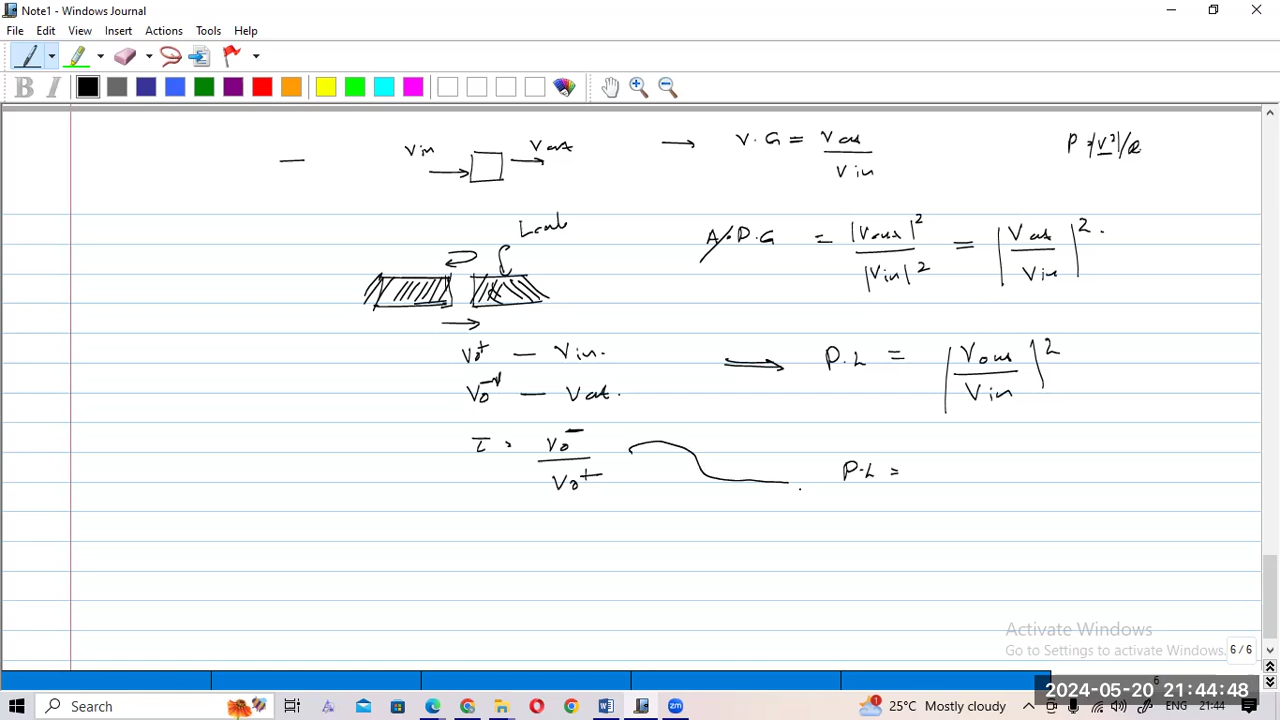 Note1 - Windows Journal
File Edit View Insert Actions Tools Help
B I
Vin Vout → V.G = Vout / Vin P = |V²|/R
Load
A/P.G = |Vout|² / |Vin|² = |Vout / Vin|².
V₀⁺ — Vin.
⟹ P.L = |Vout / Vin|²
V₀⁻ — Vout.
V₀⁻ / V₀⁺
P.L =
Activate Windows
Go to Settings to activate Windows.
6 / 6
6
2024-05-20 21:44:48
Search
1
25°C Mostly cloudy
ENG
21:44